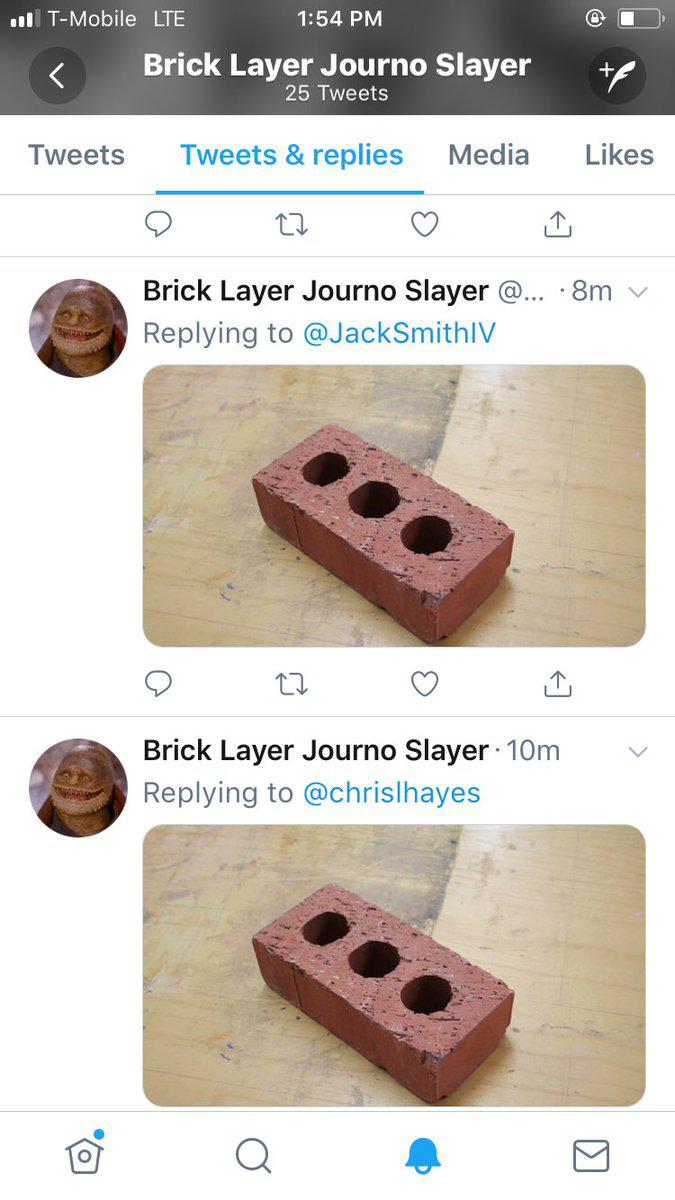 T-Mobile LTE 1:54 PM
Brick Layer Journo Slayer
25 Tweets
Tweets Tweets & replies Media Likes
Brick Layer Journo Slayer @... · 8m
Replying to @JackSmithIV
Brick Layer Journo Slayer · 10m
Replying to @chrislhayes